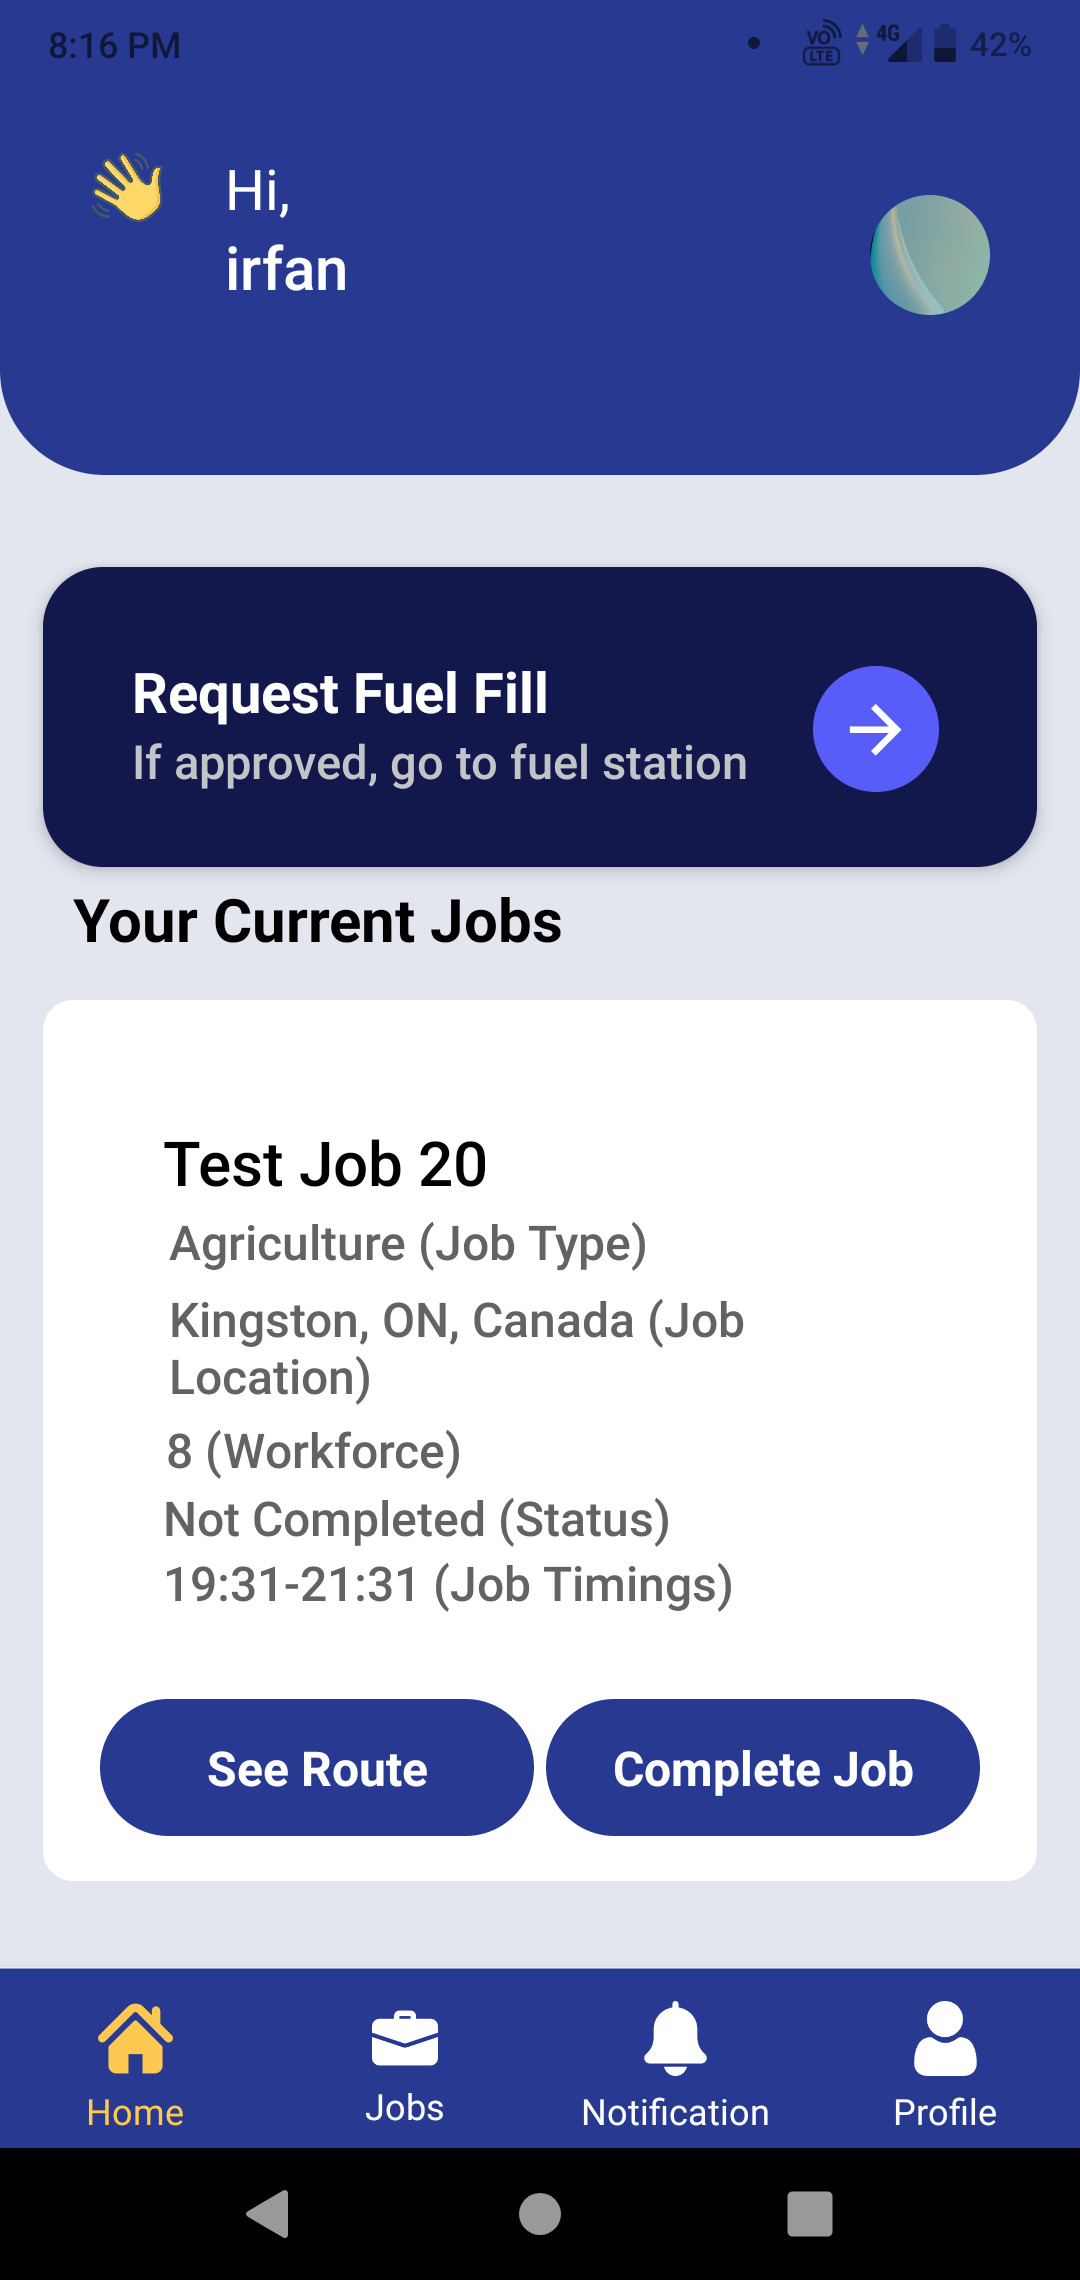 8:16 PM
VO LTE 4G 42%
Hi,
irfan
Request Fuel Fill
If approved, go to fuel station
Your Current Jobs
Test Job 20
Agriculture (Job Type)
Kingston, ON, Canada (Job
Location)
8 (Workforce)
Not Completed (Status)
19:31-21:31 (Job Timings)
See Route
Complete Job
Home
Jobs
Notification
Profile